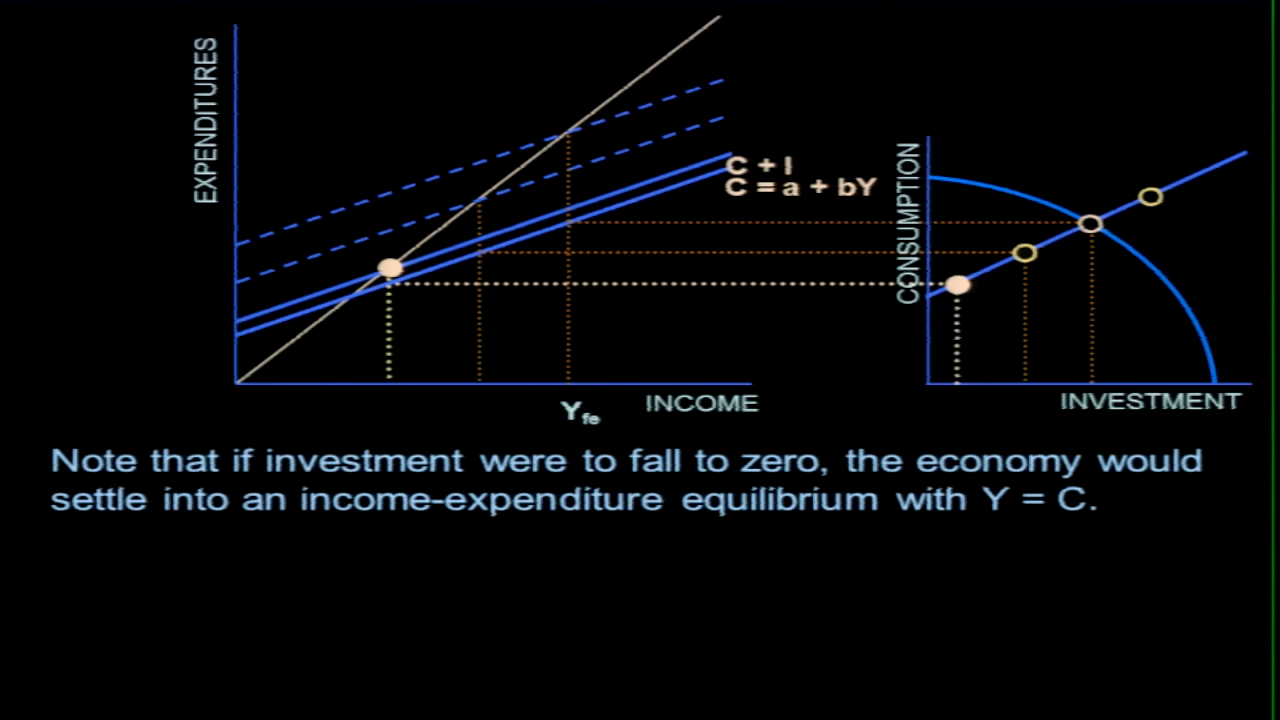 EXPENDITURES
C + I
C = a + bY
CONSUMPTION
Yfe
INCOME
INVESTMENT
Note that if investment were to fall to zero, the economy would
settle into an income-expenditure equilibrium with Y = C.